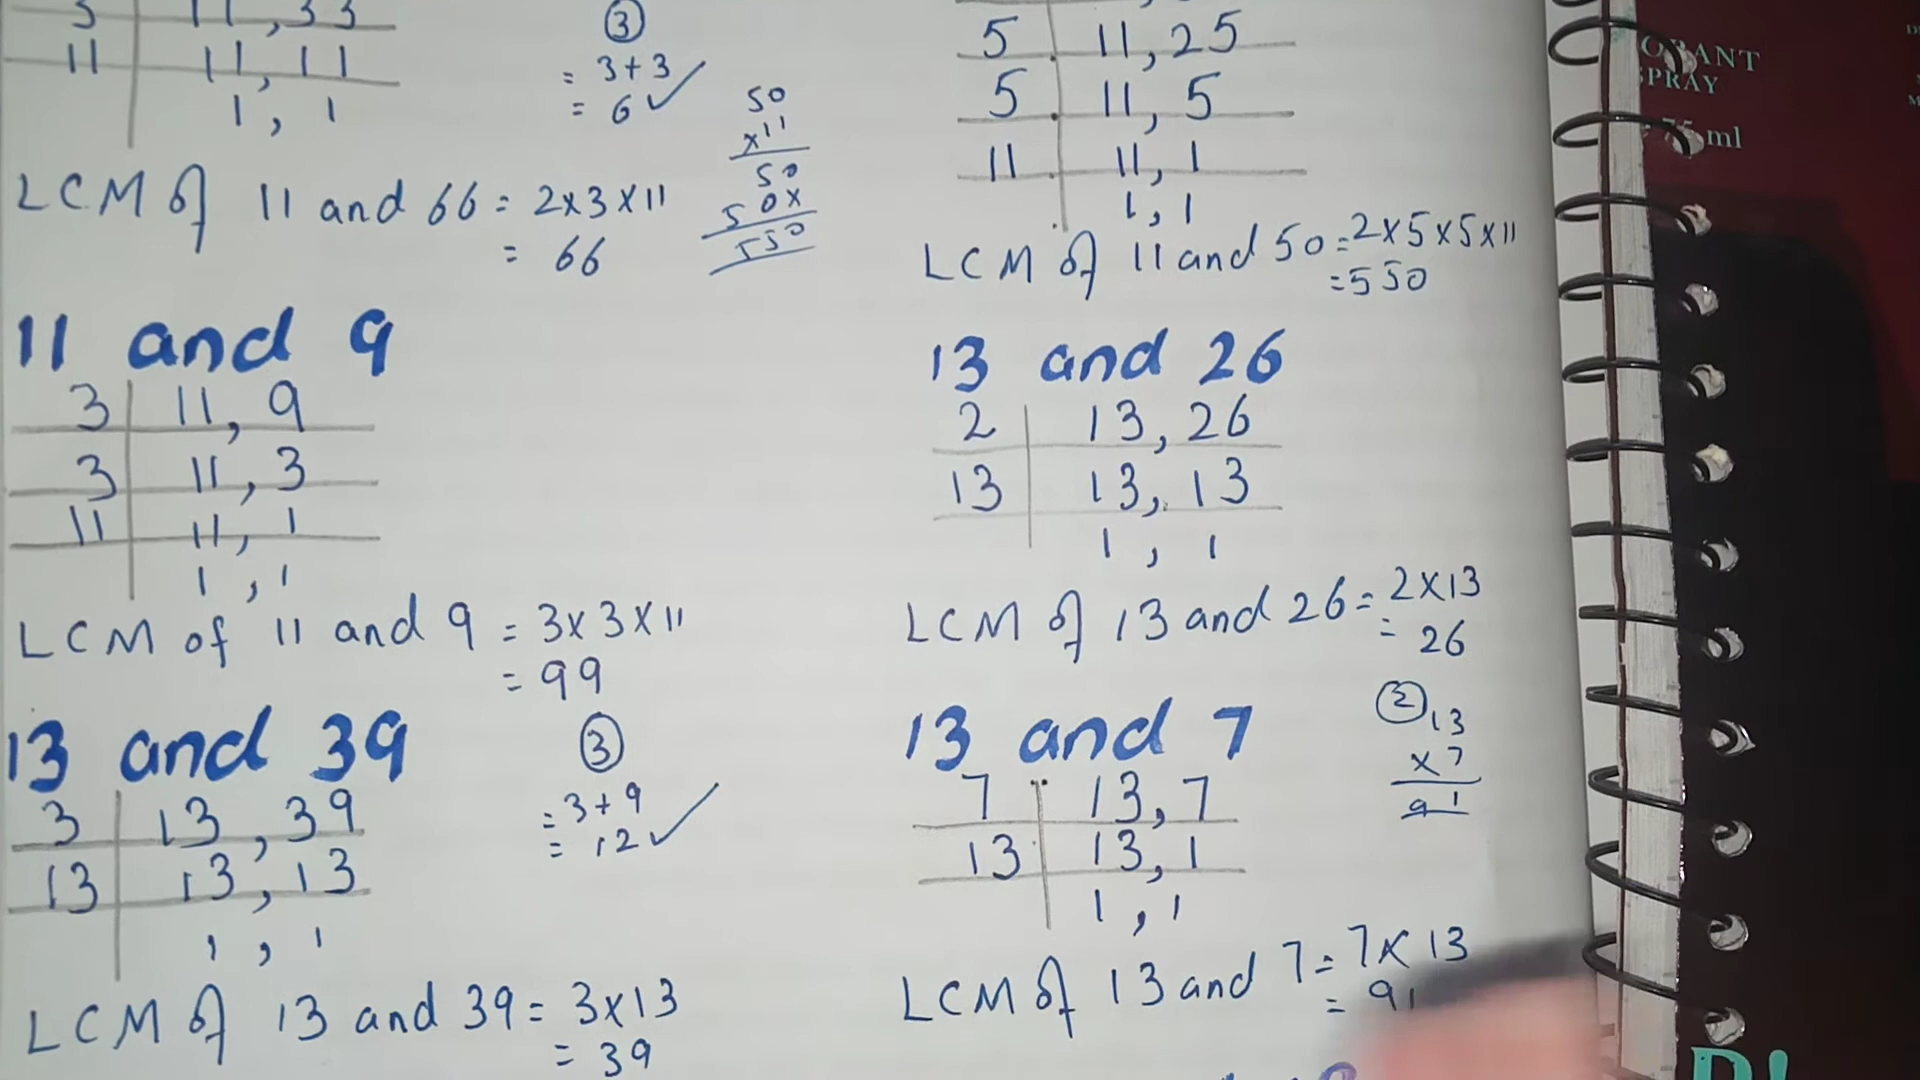 11, 33
11 11, 11
1, 1
③
= 3+3
= 6 ✓
50
x11
50
50x
550
LCM of 11 and 66 = 2x3x11
= 66
11 and 9
3 11, 9
3 11, 3
11 11, 1
1, 1
LCM of 11 and 9 = 3x3x11
= 99
13 and 39
3 13, 39
13 13, 13
1, 1
③
= 3+9
= 12 ✓
LCM of 13 and 39 = 3x13
= 39
5 11, 25
5 11, 5
11 11, 1
1, 1
LCM of 11 and 50 = 2x5x5x11
= 550
13 and 26
2 13, 26
13 13, 13
1, 1
LCM of 13 and 26 = 2x13
= 26
13 and 7
7 13, 7
13 13, 1
1, 1
②
13
x7
91
LCM of 13 and 7 = 7x13
= 91
75 ml